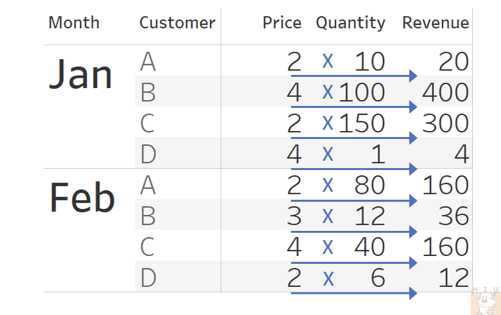 Month Customer Price Quantity Revenue
Jan A 2 x 10 20
B 4 x 100 400
C 2 x 150 300
D 4 x 1 4
Feb A 2 x 80 160
B 3 x 12 36
C 4 x 40 160
D 2 x 6 12